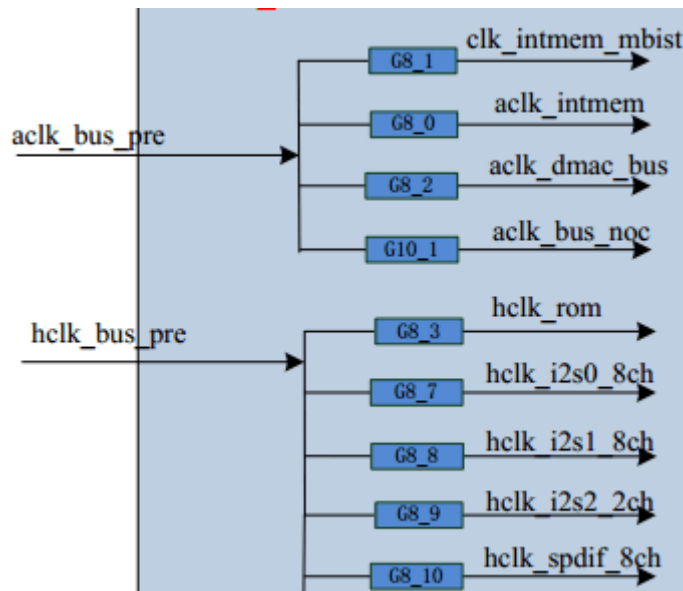 clk_intmem_mbist
G8_1
aclk_intmem
G8_0
aclk_bus_pre
aclk_dmac_bus
G8_2
aclk_bus_noc
G10_1
hclk_rom
hclk_bus_pre
G8_3
hclk_i2s0_8ch
G8_7
hclk_i2s1_8ch
G8_8
hclk_i2s2_2ch
G8_9
hclk_spdif_8ch
G8_10